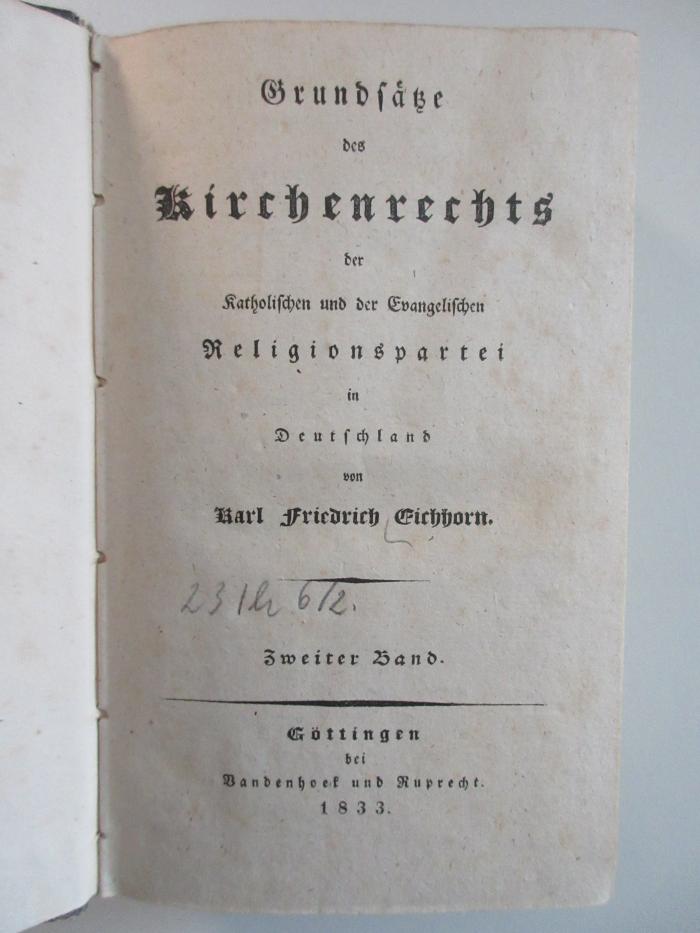 Grundsätze
des
Kirchenrechts
der
Katholischen und der Evangelischen
Religionspartei
in
Deutschland
von
Karl Friedrich Eichhorn.
23
Zweiter Band.
Göttingen
bei
Vandenhoek und Ruprecht.
1833.